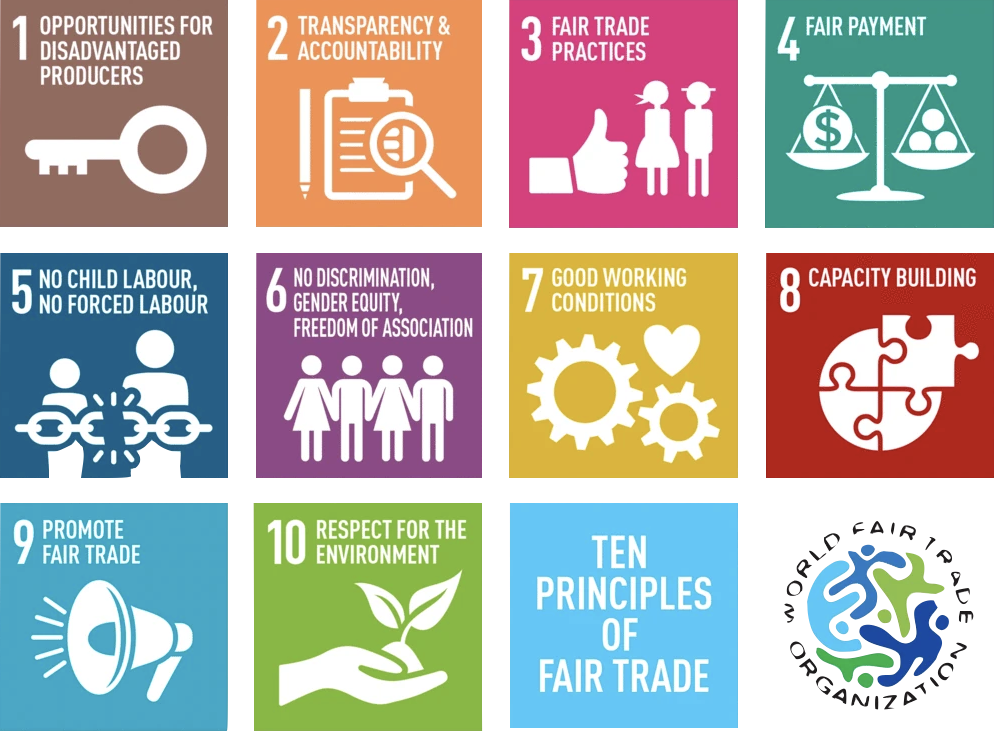 1 OPPORTUNITIES FOR
DISADVANTAGED
PRODUCERS
2 TRANSPARENCY &
ACCOUNTABILITY
3 FAIR TRADE
PRACTICES
4 FAIR PAYMENT
$
5 NO CHILD LABOUR,
NO FORCED LABOUR
6 NO DISCRIMINATION,
GENDER EQUITY,
FREEDOM OF ASSOCIATION
7 GOOD WORKING
CONDITIONS
8 CAPACITY BUILDING
9 PROMOTE
FAIR TRADE
10 RESPECT FOR THE
ENVIRONMENT
TEN
PRINCIPLES
OF
FAIR TRADE
WORLD FAIR TRADE
ORGANIZATION